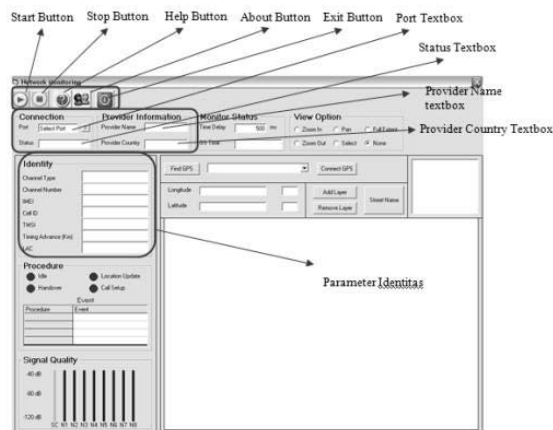 Start Button Stop Button Help Button About Button Exit Button Port Textbox
Status Textbox
Network Monitoring
Provider Name
textbox
Connection Provider Information Monitor Status View Option
Port Select Port Provider Name Time Delay 500 ms Zoom In Pan Full Extent
Status Provider Country Time Zoom Out Select None
Provider Country Textbox
Identity
Channel Type
Channel Number
IMEI
Cell ID
TMSI
Timing Advance (Km)
LAC
Find GPS Connect GPS
Longitude Add Layer Street Name
Latitude Remove Layer
Parameter Identitas
Procedure
Idle Location Update
Handover Call Setup
Event
Procedure Event
Signal Quality
-40 dB
-80 dB
-120 dB
SC N1 N2 N3 N4 N5 N6 N7 N8